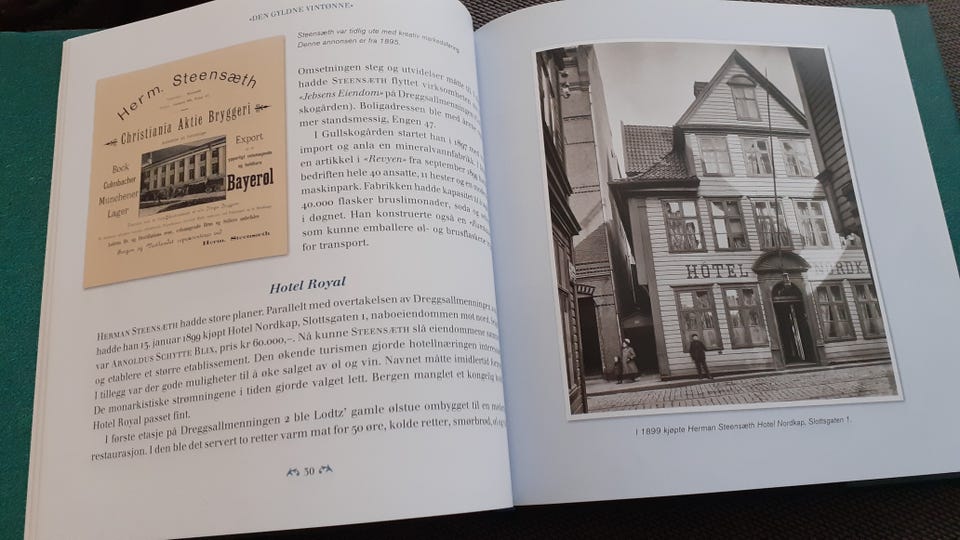 «DEN GYLDNE VINTØNNE»
Steensæth var tidlig ute med kreativ markedsføring.
Denne annonsen er fra 1895.
Herm. Steensæth
Christiania Aktie Bryggeri
Bock
Culmbacher
Münchener
Lager
Export
og
Bayerøl
Herm. Steensæth
Omsetningen steg og utvidelser måtte til
hadde STEENSÆTH flyttet virksomheten
«Jebsens Eiendom» på Dreggsallmenningen
skogården). Boligadressen ble med årene
mer standsmessig, Engen 47.
I Gullskogården startet han i 1897 med
import og anla en mineralvannfabrikk. I
en artikkel i «Revyen» fra september 1898
bedriften hele 40 ansatte, 11 hester og en
maskinpark. Fabrikken hadde kapasitet til
40.000 flasker bruslimonader, soda og
i døgnet. Han konstruerte også en
som kunne emballere øl- og brusflasker
for transport.
Hotel Royal
HERMAN STEENSÆTH hadde store planer. Parallelt med overtakelsen av Dreggsallmenningen
hadde han 15. januar 1899 kjøpt Hotel Nordkap, Slottsgaten 1, naboeiendommen mot nord.
var ARNOLDUS SCHYTTE BLIX, pris kr 60.000,–. Nå kunne STEENSÆTH slå eiendommene
og etablere et større etablissement. Den økende turismen gjorde hotellnæringen
I tillegg var der gode muligheter til å øke salget av øl og vin. Navnet måtte imidlertid
De monarkistiske strømningene i tiden gjorde valget lett. Bergen manglet et kongelig
Hotel Royal passet fint.
I første etasje på Dreggsallmenningen 2 ble Lodtz' gamle ølstue ombygget til en
restaurasjon. I den ble det servert to retter varm mat for 50 øre, kolde retter, smørbrød, øl
30
HOTEL NORDK
I 1899 kjøpte Herman Steensæth Hotel Nordkap, Slottsgaten 1.